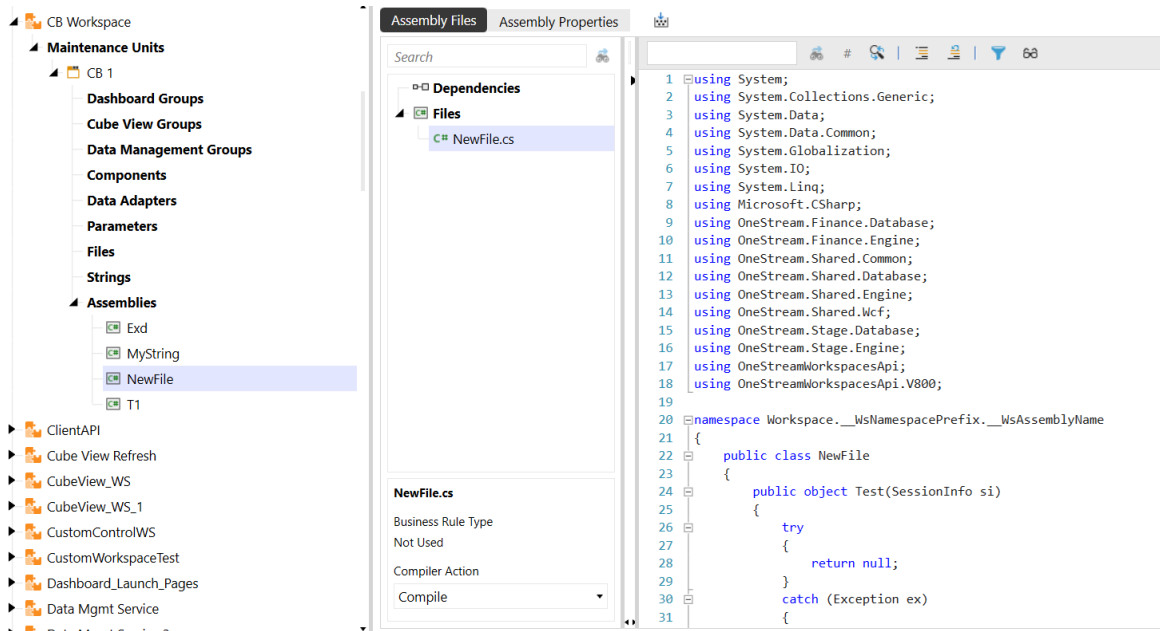 CB Workspace
Maintenance Units
CB 1
Dashboard Groups
Cube View Groups
Data Management Groups
Components
Data Adapters
Parameters
Files
Strings
Assemblies
Exd
MyString
NewFile
T1
ClientAPI
Cube View Refresh
CubeView_WS
CubeView_WS_1
CustomControlWS
CustomWorkspaceTest
Dashboard_Launch_Pages
Data Mgmt Service
Assembly Files
Assembly Properties
Search
Dependencies
Files
C# NewFile.cs
NewFile.cs
Business Rule Type
Not Used
Compiler Action
Compile
#
1 using System;
2 using System.Collections.Generic;
3 using System.Data;
4 using System.Data.Common;
5 using System.Globalization;
6 using System.IO;
7 using System.Linq;
8 using Microsoft.CSharp;
9 using OneStream.Finance.Database;
10 using OneStream.Finance.Engine;
11 using OneStream.Shared.Common;
12 using OneStream.Shared.Database;
13 using OneStream.Shared.Engine;
14 using OneStream.Shared.Wcf;
15 using OneStream.Stage.Database;
16 using OneStream.Stage.Engine;
17 using OneStreamWorkspacesApi;
18 using OneStreamWorkspacesApi.V800;
19
20 namespace Workspace.__WsNamespacePrefix.__WsAssemblyName
21 {
22 public class NewFile
23 {
24 public object Test(SessionInfo si)
25 {
26 try
27 {
28 return null;
29 }
30 catch (Exception ex)
31 {